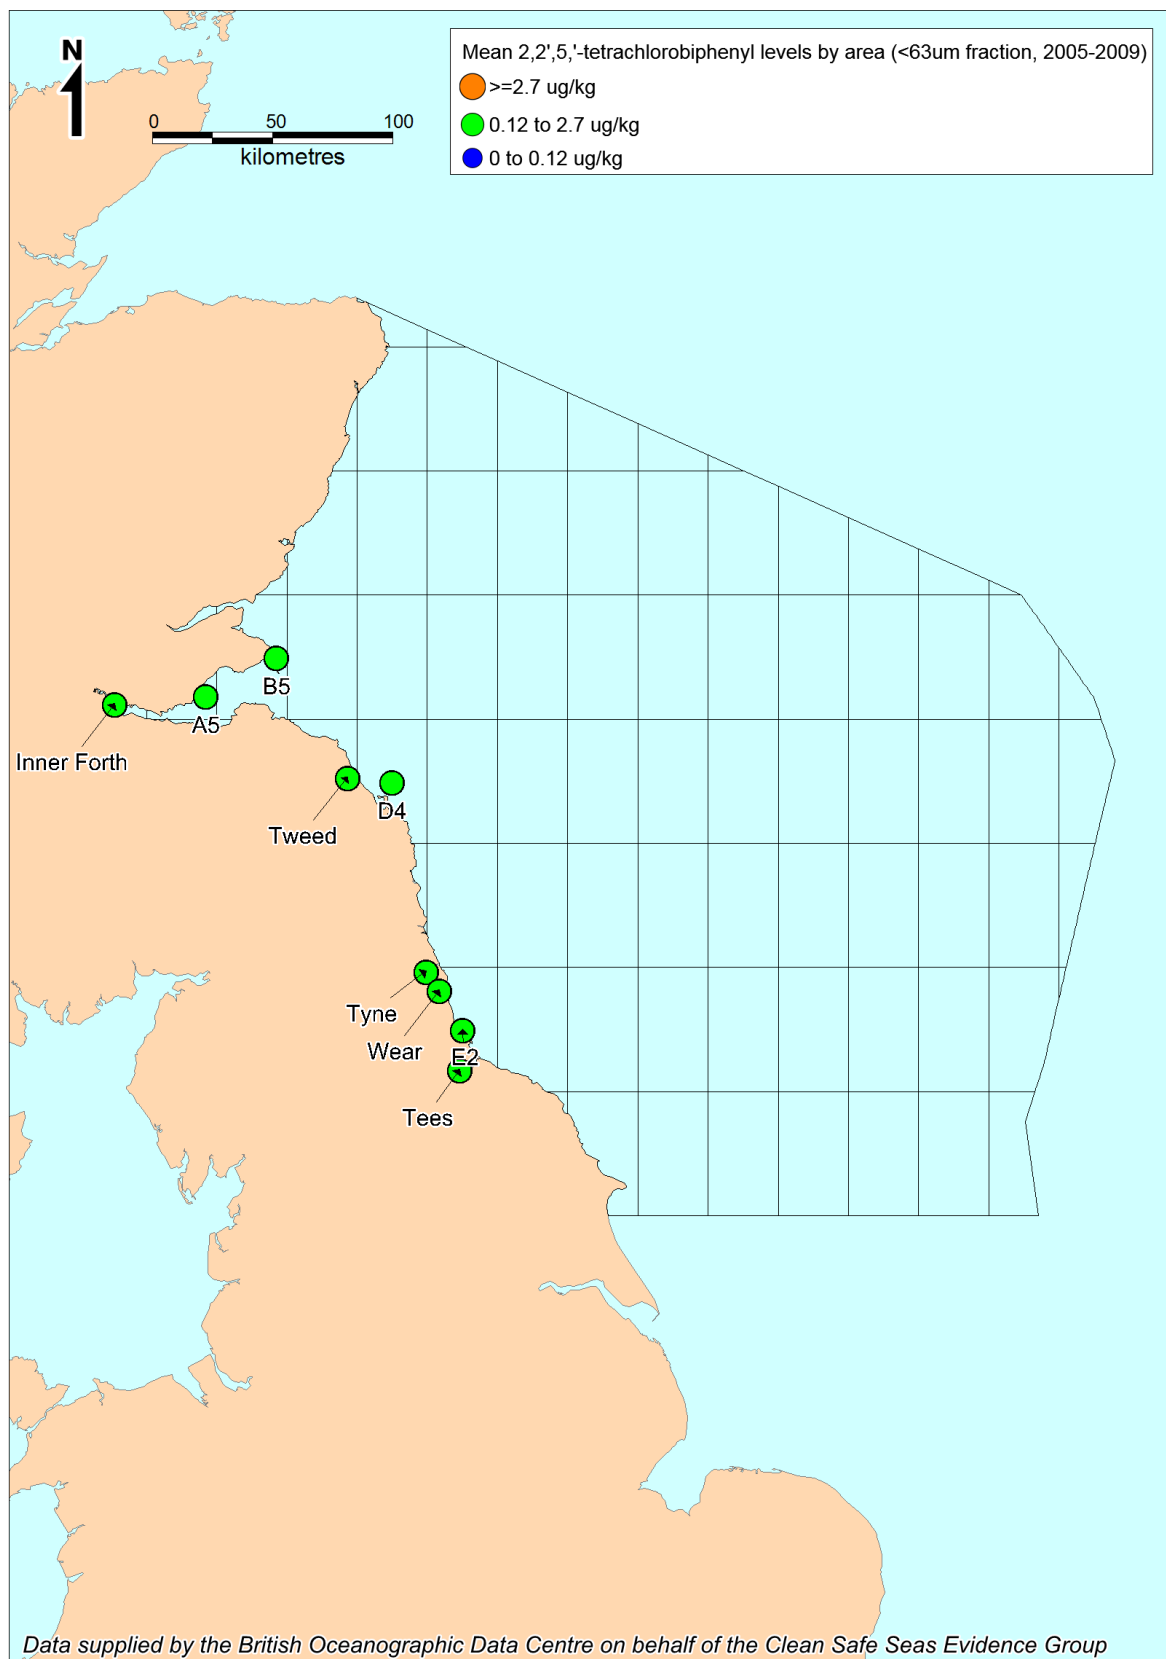 N
Mean 2,2',5,'-tetrachlorobiphenyl levels by area (<63um fraction, 2005-2009)
>=2.7 ug/kg
0.12 to 2.7 ug/kg
0 to 0.12 ug/kg
0 50 100
kilometres
B5
A5
Inner Forth
D4
Tweed
Tyne
Wear
E2
Tees
Data supplied by the British Oceanographic Data Centre on behalf of the Clean Safe Seas Evidence Group